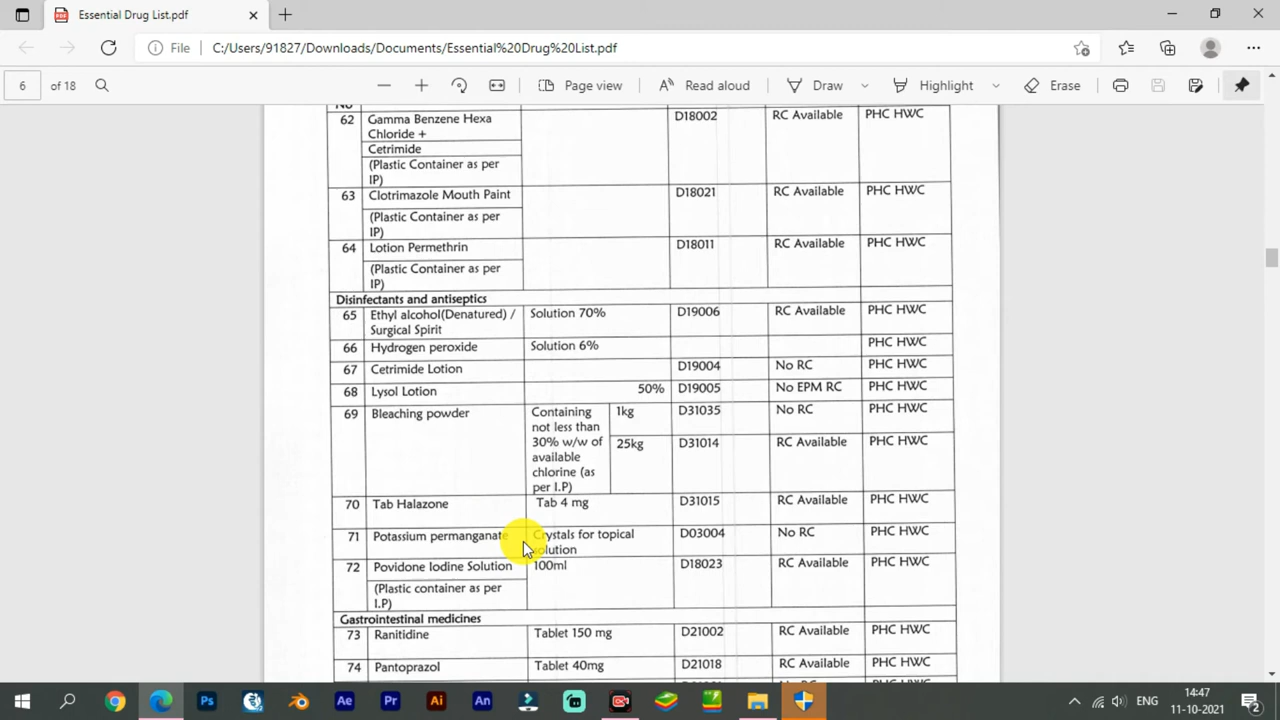 Essential Drug List.pdf
File C:/Users/91827/Downloads/Documents/Essential%20Drug%20List.pdf
6 of 18 Page view Read aloud Draw Highlight Erase
No
62 Gamma Benzene Hexa D18002 RC Available PHC HWC
Chloride +
Cetrimide
(Plastic Container as per
IP)
63 Clotrimazole Mouth Paint D18021 RC Available PHC HWC
(Plastic Container as per
IP)
64 Lotion Permethrin D18011 RC Available PHC HWC
(Plastic Container as per
IP)
Disinfectants and antiseptics
65 Ethyl alcohol(Denatured) / Solution 70% D19006 RC Available PHC HWC
Surgical Spirit
66 Hydrogen peroxide Solution 6% PHC HWC
67 Cetrimide Lotion D19004 No RC PHC HWC
68 Lysol Lotion 50% D19005 No EPM RC PHC HWC
69 Bleaching powder Containing 1kg D31035 No RC PHC HWC
not less than
30% w/w of 25kg D31014 RC Available PHC HWC
available
chlorine (as
per I.P)
70 Tab Halazone Tab 4 mg D31015 RC Available PHC HWC
71 Potassium permanganate Crystals for topical D03004 No RC PHC HWC
solution
72 Povidone Iodine Solution 100ml D18023 RC Available PHC HWC
(Plastic container as per
I.P)
Gastrointestinal medicines
73 Ranitidine Tablet 150 mg D21002 RC Available PHC HWC
74 Pantoprazol Tablet 40mg D21018 RC Available PHC HWC
Ps Ae Pr Ai An ENG 14:47
11-10-2021 2